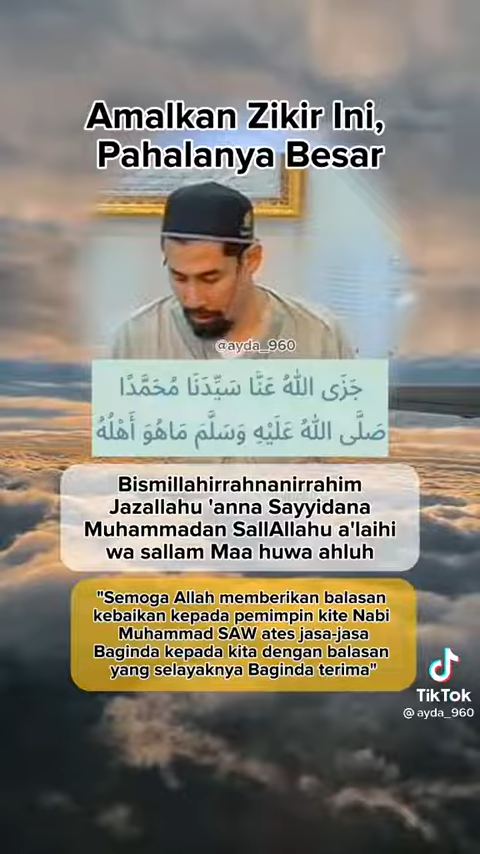 Amalkan Zikir Ini,
Pahalanya Besar
@ayda_960
جَزَى اللهُ عَنَّا سَيِّدَنَا مُحَمَّدًا
صَلَّى اللهُ عَلَيْهِ وَسَلَّمَ مَاهُوَ أَهْلُهُ
Bismillahirrahnanirrahim
Jazallahu 'anna Sayyidana
Muhammadan SallAllahu a'laihi
wa sallam Maa huwa ahluh
"Semoga Allah memberikan balasan
kebaikan kepada pemimpin kite Nabi
Muhammad SAW ates jasa-jasa
Baginda kepada kita dengan balasan
yang selayaknya Baginda terima"
TikTok
@ayda_960